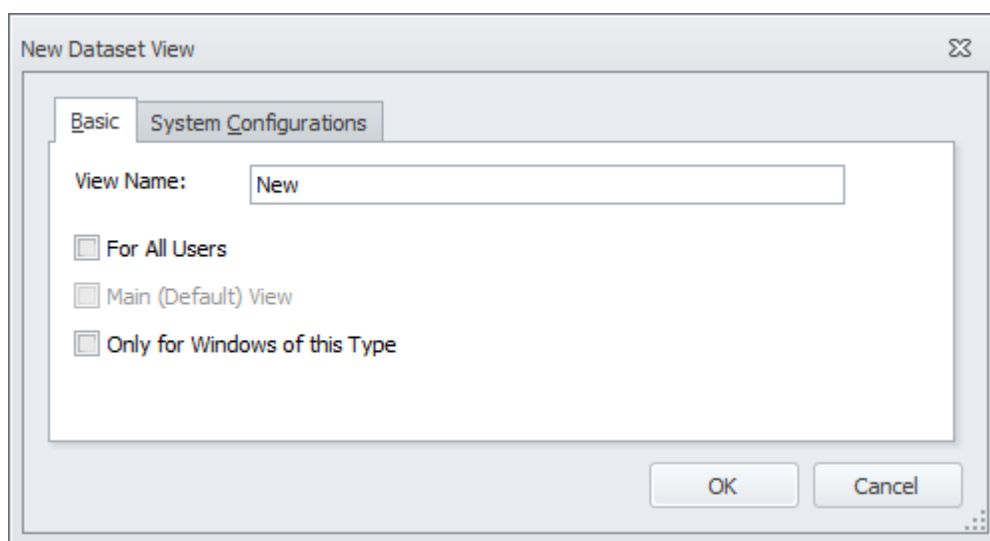 New Dataset View
Basic System Configurations
View Name: New
For All Users
Main (Default) View
Only for Windows of this Type
OK Cancel